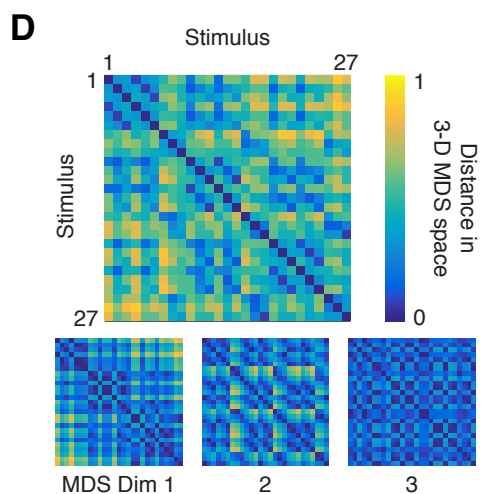 D
Stimulus
1 27
1
Stimulus
27
1
Distance in
3-D MDS space
0
MDS Dim 1 2 3